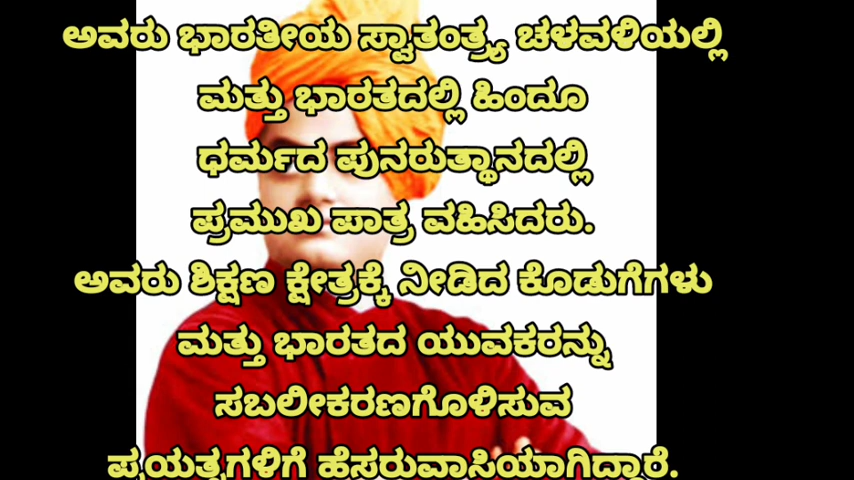 ಅವರು ಭಾರತೀಯ ಸ್ವಾತಂತ್ರ್ಯ ಚಳವಳಿಯಲ್ಲಿ
ಮತ್ತು ಭಾರತದಲ್ಲಿ ಹಿಂದೂ
ಧರ್ಮದ ಪುನರುತ್ಥಾನದಲ್ಲಿ
ಪ್ರಮುಖ ಪಾತ್ರ ವಹಿಸಿದರು.
ಅವರು ಶಿಕ್ಷಣ ಕ್ಷೇತ್ರಕ್ಕೆ ನೀಡಿದ ಕೊಡುಗೆಗಳು
ಮತ್ತು ಭಾರತದ ಯುವಕರನ್ನು
ಸಬಲೀಕರಣಗೊಳಿಸುವ
ಪ್ರಯತ್ನಗಳಿಗೆ ಹೆಸರುವಾಸಿಯಾಗಿದ್ದಾರೆ.